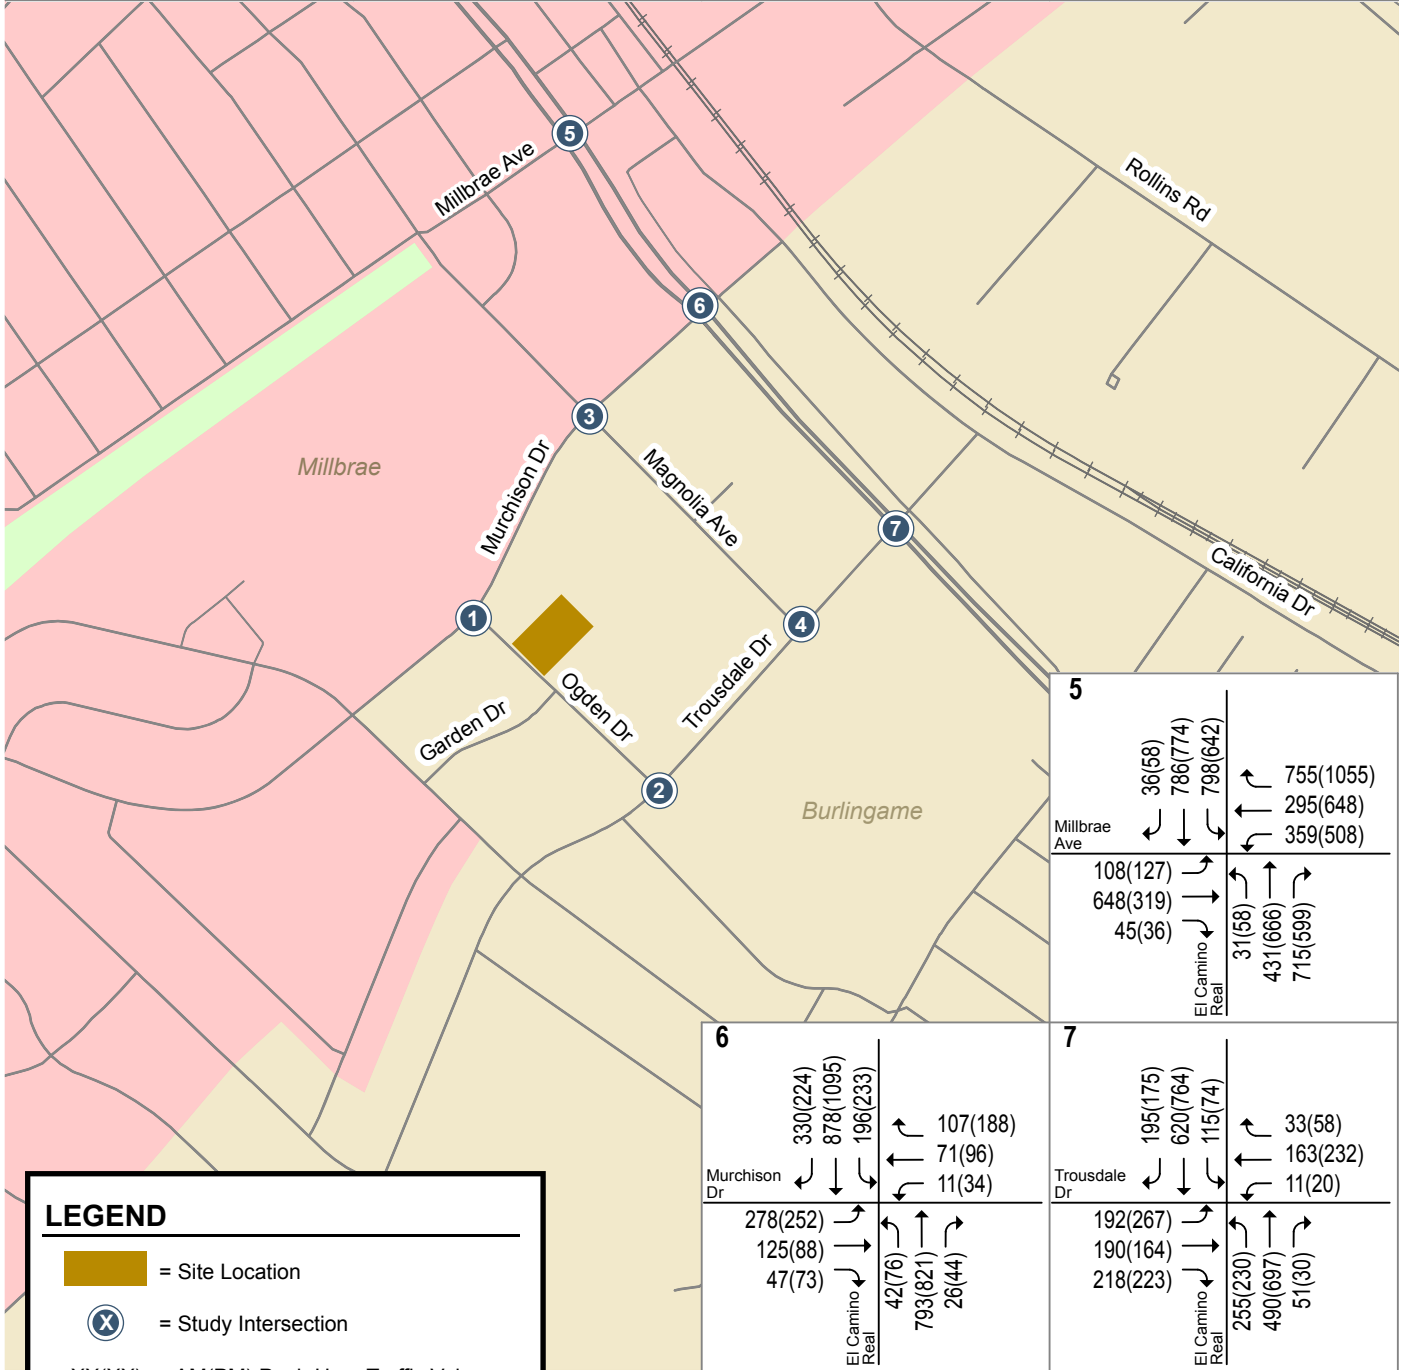 5
Millbrae Ave
Rollins Rd
6
3
Millbrae
Murchison Dr
Magnolia Ave
7
California Dr
1
4
Ogden Dr
Trousdale Dr
Garden Dr
2
Burlingame
5
36(58)
786(774)
798(642)
755(1055)
295(648)
359(508)
Millbrae
Ave
108(127)
648(319)
45(36)
El Camino
Real
31(58)
431(666)
715(599)
6
330(224)
878(1095)
196(233)
107(188)
71(96)
11(34)
Murchison
Dr
278(252)
125(88)
47(73)
El Camino
Real
42(76)
793(821)
26(44)
7
195(175)
620(764)
115(74)
33(58)
163(232)
11(20)
Trousdale
Dr
192(267)
190(164)
218(223)
El Camino
Real
255(230)
490(697)
51(30)
LEGEND
= Site Location
X = Study Intersection